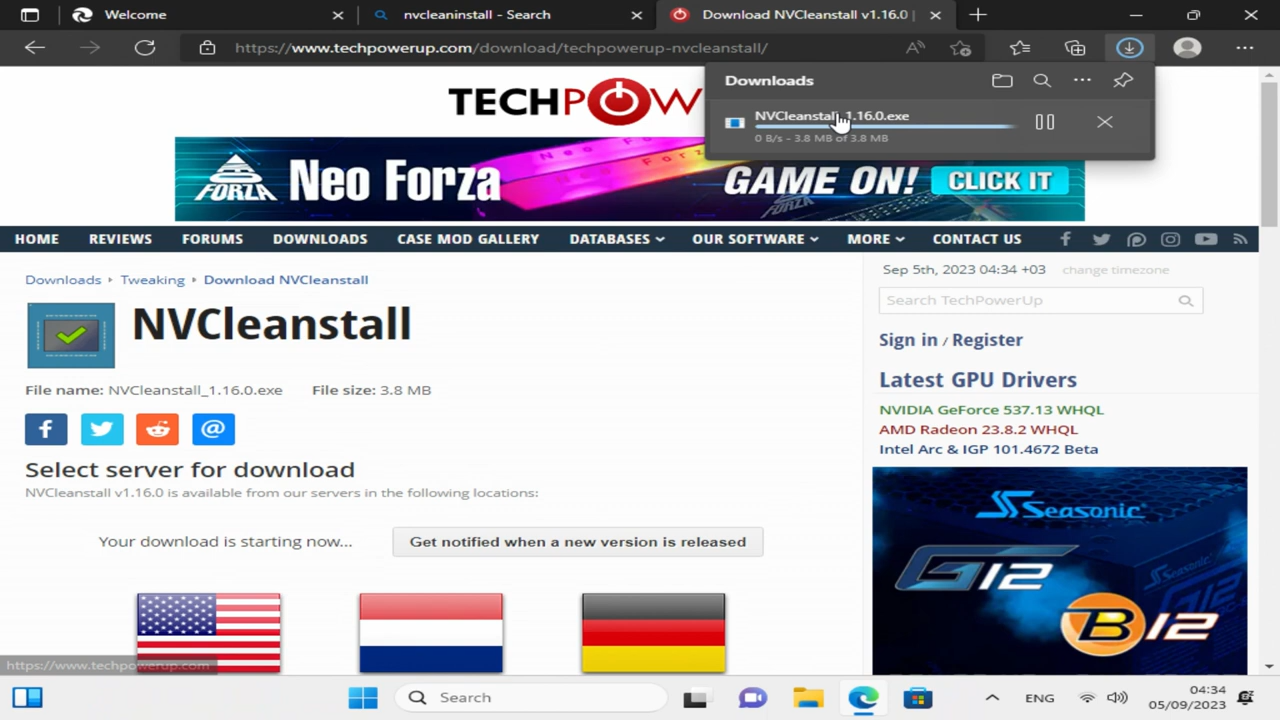 Welcome
nvcleaninstall - Search
Download NVCleanstall v1.16.0 |
https://www.techpowerup.com/download/techpowerup-nvcleanstall/
Downloads
NVCleanstall_1.16.0.exe
0 B/s - 3.8 MB of 3.8 MB
TECHPOW
FORZA
Neo Forza
GAME ON!
CLICK IT
HOME REVIEWS FORUMS DOWNLOADS CASE MOD GALLERY DATABASES OUR SOFTWARE MORE CONTACT US
Downloads Tweaking Download NVCleanstall
Sep 5th, 2023 04:34 +03 change timezone
Search TechPowerUp
NVCleanstall
Sign in / Register
File name: NVCleanstall_1.16.0.exe File size: 3.8 MB
Latest GPU Drivers
NVIDIA GeForce 537.13 WHQL
AMD Radeon 23.8.2 WHQL
Intel Arc & IGP 101.4672 Beta
Select server for download
NVCleanstall v1.16.0 is available from our servers in the following locations:
Your download is starting now...
Get notified when a new version is released
Seasonic
G12
B12
https://www.techpowerup.com
Search
ENG
04:34
05/09/2023